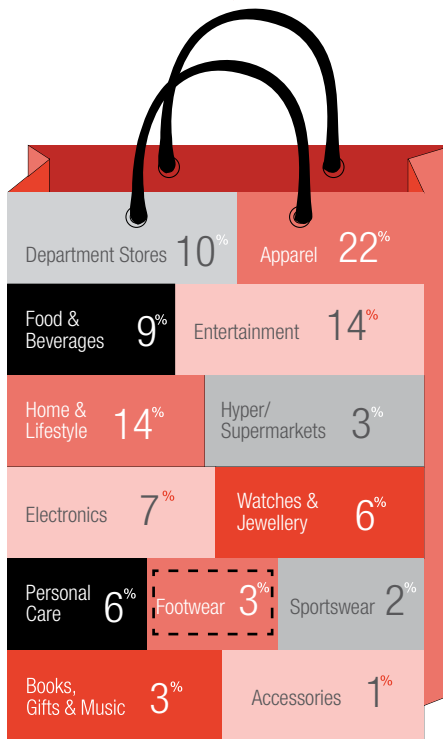 Department Stores 10%
Apparel 22%
Food &
Beverages 9%
Entertainment 14%
Home &
Lifestyle 14%
Hyper/
Supermarkets 3%
Electronics 7%
Watches &
Jewellery 6%
Personal
Care 6%
Footwear 3%
Sportswear 2%
Books,
Gifts & Music 3%
Accessories 1%